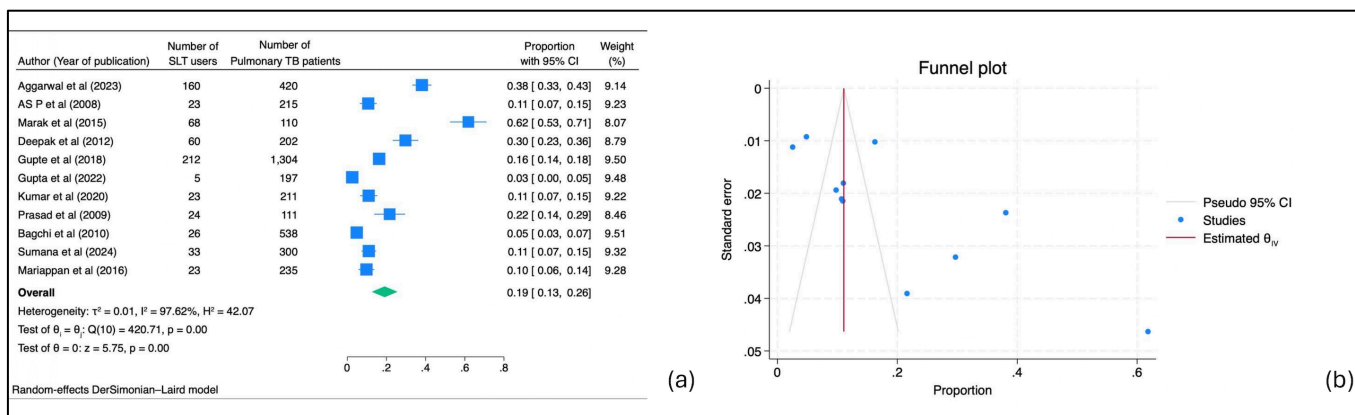 Number of Number of Proportion Weight
Author (Year of publication) SLT users Pulmonary TB patients with 95% CI (%)
Aggarwal et al (2023) 160 420 0.38 [ 0.33, 0.43] 9.14
AS P et al (2008) 23 215 0.11 [ 0.07, 0.15] 9.23
Marak et al (2015) 68 110 0.62 [ 0.53, 0.71] 8.07
Deepak et al (2012) 60 202 0.30 [ 0.23, 0.36] 8.79
Gupte et al (2018) 212 1,304 0.16 [ 0.14, 0.18] 9.50
Gupta et al (2022) 5 197 0.03 [ 0.00, 0.05] 9.48
Kumar et al (2020) 23 211 0.11 [ 0.07, 0.15] 9.22
Prasad et al (2009) 24 111 0.22 [ 0.14, 0.29] 8.46
Bagchi et al (2010) 26 538 0.05 [ 0.03, 0.07] 9.51
Sumana et al (2024) 33 300 0.11 [ 0.07, 0.15] 9.32
Mariappan et al (2016) 23 235 0.10 [ 0.06, 0.14] 9.28
Overall 0.19 [ 0.13, 0.26]
Heterogeneity: τ² = 0.01, I² = 97.62%, H² = 42.07
Test of θᵢ = θⱼ: Q(10) = 420.71, p = 0.00
Test of θ = 0: z = 5.75, p = 0.00
0 .2 .4 .6 .8
Random-effects DerSimonian–Laird model
(a)
Funnel plot
Standard error
0
.01
.02
.03
.04
.05
0 .2 .4 .6
Proportion
Pseudo 95% CI
Studies
Estimated θIV
(b)